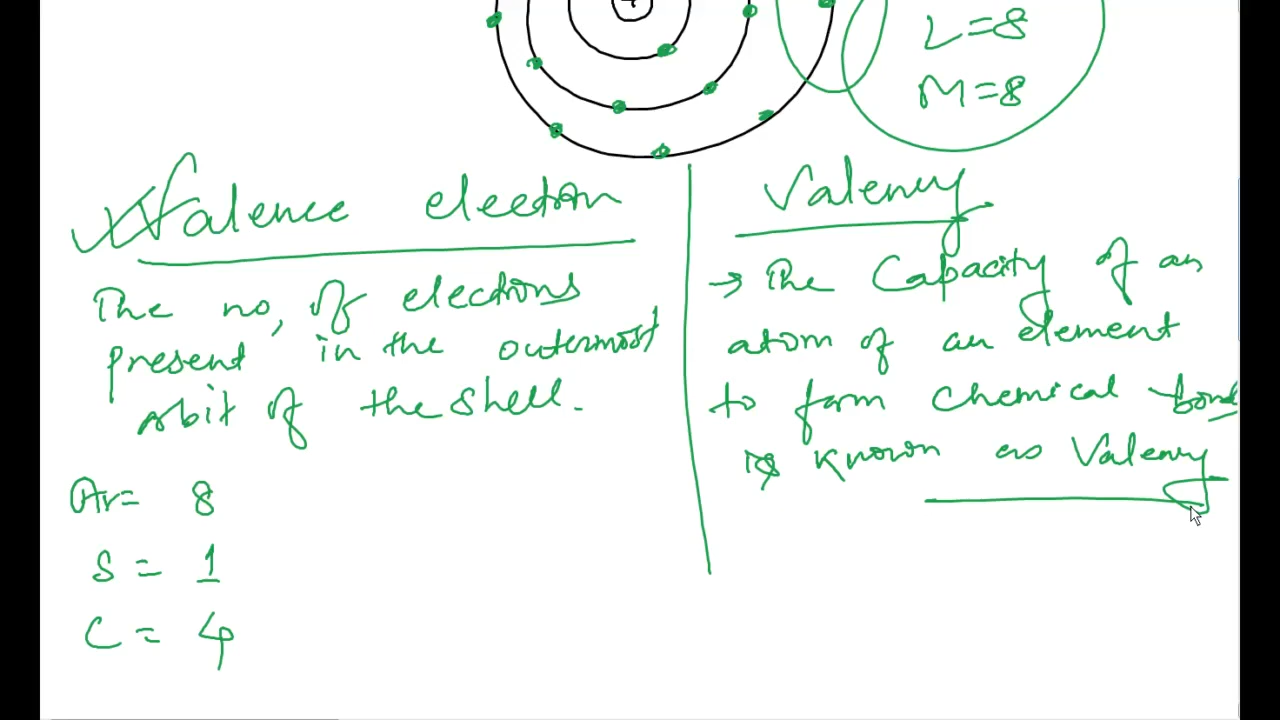 L=8
M=8
Valence electron
The no, of elections
present in the outermost
orbit of the shell.
Ar= 8
S = 1
C = 4
Valency
→ The Capacity of an
atom of an element
to form chemical bond
is known as Valency